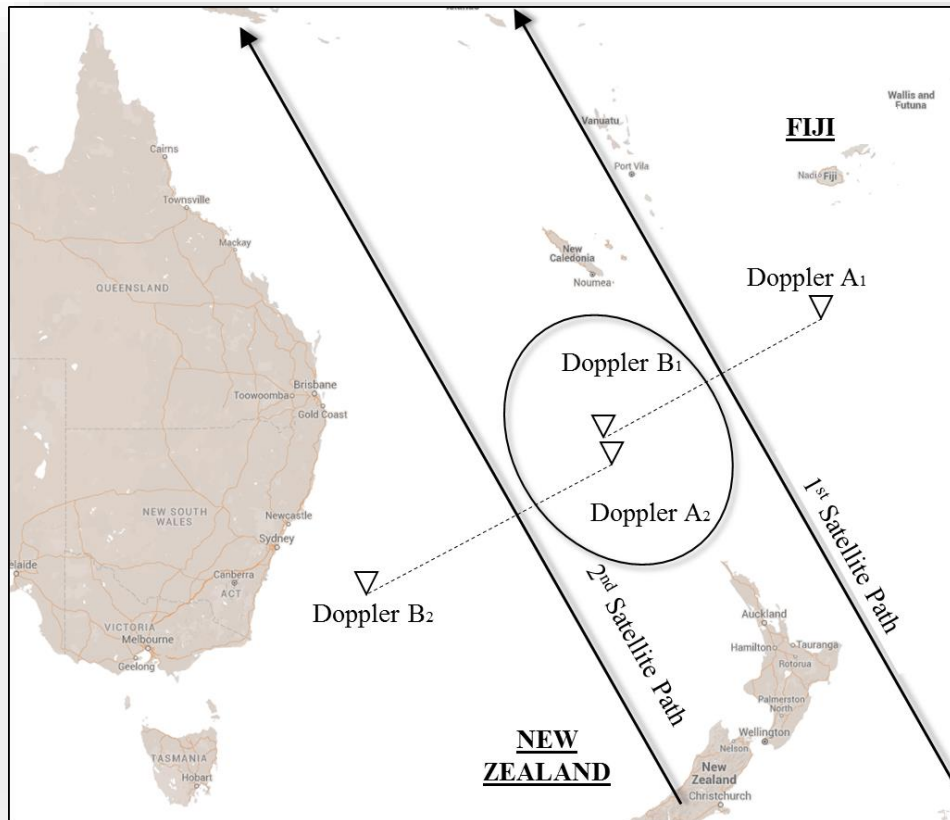 Islands
Wallis and
Futuna
FIJI
Vanuatu
Port Vila
Nadi Fiji
Cairns
Townsville
Mackay
QUEENSLAND
New
Caledonia
Noumea
Doppler A1
Doppler B1
Brisbane
Toowoomba
Gold Coast
Doppler A2
1st Satellite Path
NEW SOUTH
WALES
Newcastle
Sydney
elaide
Canberra
ACT
Doppler B2
2nd Satellite Path
VICTORIA
Melbourne
Geelong
Auckland
Hamilton
Tauranga
Rotorua
Palmerston
North
Wellington
Nelson
NEW
ZEALAND
New
Zealand
Christchurch
TASMANIA
Hobart